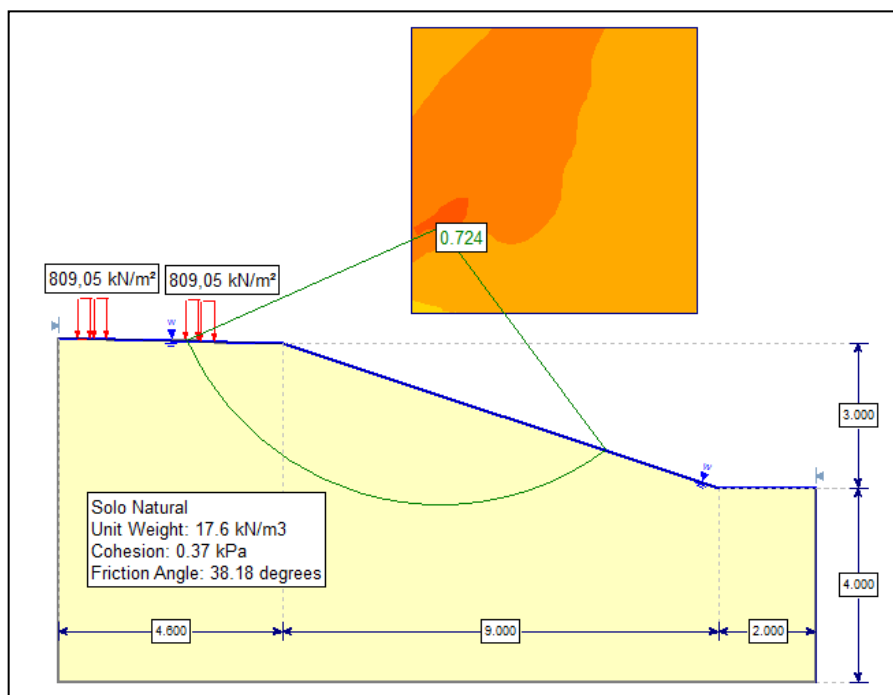 0.724
809,05 kN/m²
809,05 kN/m²
w
3.000
w
Solo Natural
Unit Weight: 17.6 kN/m3
Cohesion: 0.37 kPa
Friction Angle: 38.18 degrees
4.000
4.600
9.000
2.000